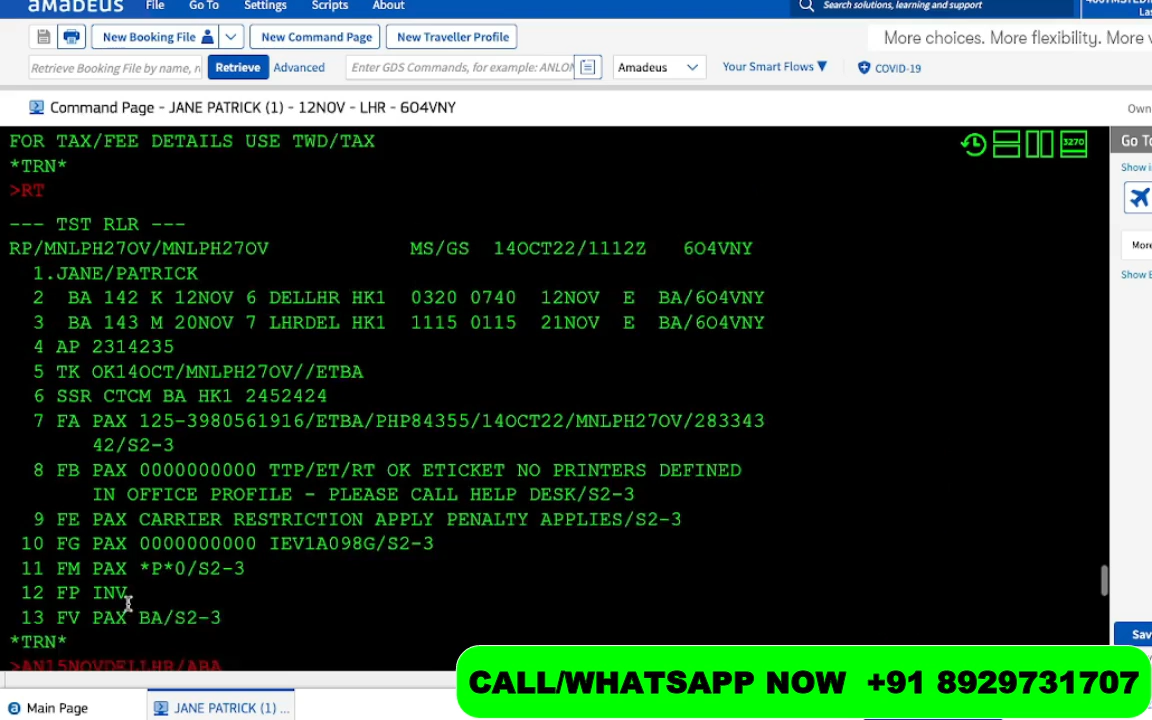 aMaDEUS File Go To Settings Scripts About Search solutions, learning and support
New Booking File New Command Page New Traveller Profile More choices. More flexibility. More
Retrieve Booking File by name, r Retrieve Advanced Enter GDS Commands, for example: ANLON Amadeus Your Smart Flows COVID-19
Command Page - JANE PATRICK (1) - 12NOV - LHR - 6O4VNY Own
FOR TAX/FEE DETAILS USE TWD/TAX 3270 Go To
*TRN* Show in
>RT
--- TST RLR ---
RP/MNLPH27OV/MNLPH27OV MS/GS 14OCT22/1112Z 6O4VNY More
1.JANE/PATRICK Show
2 BA 142 K 12NOV 6 DELLHR HK1 0320 0740 12NOV E BA/6O4VNY
3 BA 143 M 20NOV 7 LHRDEL HK1 1115 0115 21NOV E BA/6O4VNY
4 AP 2314235
5 TK OK14OCT/MNLPH27OV//ETBA
6 SSR CTCM BA HK1 2452424
7 FA PAX 125-3980561916/ETBA/PHP84355/14OCT22/MNLPH27OV/283343
42/S2-3
8 FB PAX 0000000000 TTP/ET/RT OK ETICKET NO PRINTERS DEFINED
IN OFFICE PROFILE - PLEASE CALL HELP DESK/S2-3
9 FE PAX CARRIER RESTRICTION APPLY PENALTY APPLIES/S2-3
10 FG PAX 0000000000 IEV1A098G/S2-3
11 FM PAX *P*0/S2-3
12 FP INV
13 FV PAX BA/S2-3
*TRN* Sav
>AN15NOVDELLHR/ABA
CALL/WHATSAPP NOW +91 8929731707
Main Page JANE PATRICK (1) ...